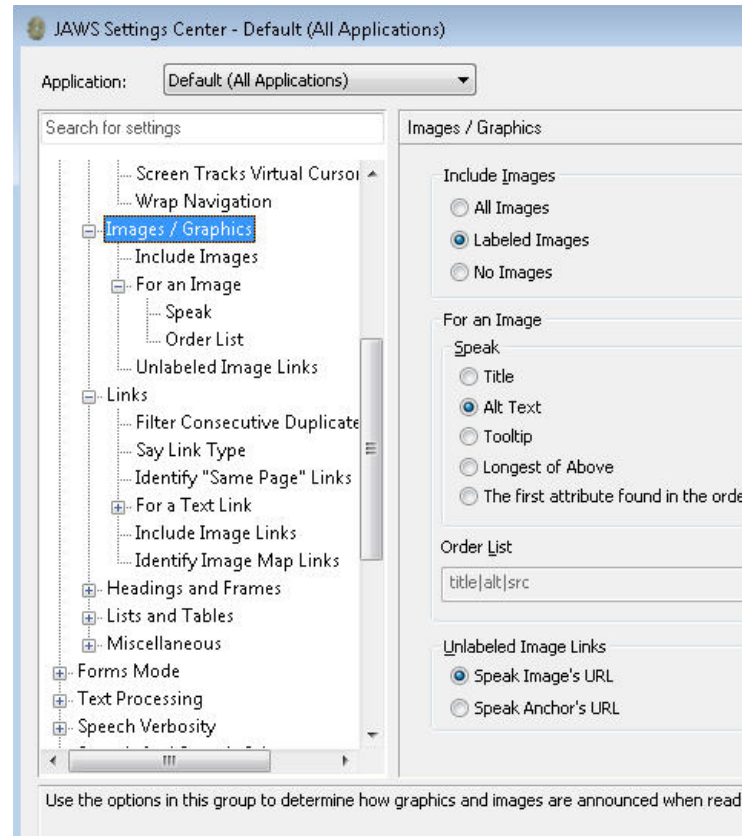 JAWS Settings Center - Default (All Applications)
Application: Default (All Applications)
Search for settings
Screen Tracks Virtual Cursor
Wrap Navigation
Images / Graphics
Include Images
For an Image
Speak
Order List
Unlabeled Image Links
Links
Filter Consecutive Duplicate
Say Link Type
Identify "Same Page" Links
For a Text Link
Include Image Links
Identify Image Map Links
Headings and Frames
Lists and Tables
Miscellaneous
Forms Mode
Text Processing
Speech Verbosity
Images / Graphics
Include Images
All Images
Labeled Images
No Images
For an Image
Speak
Title
Alt Text
Tooltip
Longest of Above
The first attribute found in the orde
Order List
title|alt|src
Unlabeled Image Links
Speak Image's URL
Speak Anchor's URL
Use the options in this group to determine how graphics and images are announced when read